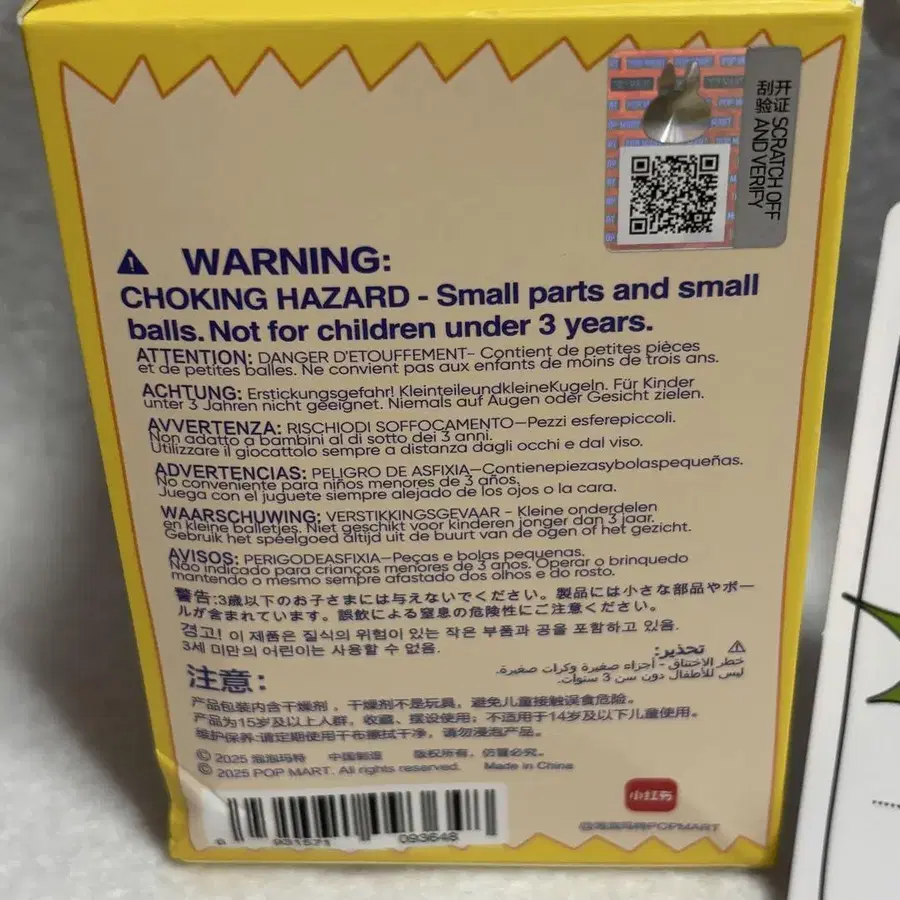 开证 SCRATCH OFF
刮验 AND VERIFY
WARNING:
CHOKING HAZARD - Small parts and small
balls. Not for children under 3 years.
ATTENTION: DANGER D'ETOUFFEMENT- Contient de petites pièces
et de petites balles. Ne convient pas aux enfants de moins de trois ans.
ACHTUNG: Erstickungsgefahr! KleinteileundkleineKugeln. Für Kinder
unter 3 Jahren nicht geeignet. Niemals auf Augen oder Gesicht zielen.
AVVERTENZA: RISCHIODI SOFFOCAMENTO—Pezzi esferepiccoli.
Non adatto a bambini al di sotto dei 3 anni.
Utilizzare il giocattolo sempre a distanza dagli occhi e dal viso.
ADVERTENCIAS: PELIGRO DE ASFIXIA—Contienepiezasybolaspequeñas.
No conveniente para niños menores de 3 años.
Juega con el juguete siempre alejado de los ojos o la cara.
WAARSCHUWING: VERSTIKKINGSGEVAAR - Kleine onderdelen
en kleine balletjes. Niet geschikt voor kinderen jonger dan 3 jaar.
Gebruik het speelgoed altijd uit de buurt van de ogen of het gezicht.
AVISOS: PERIGODEASFIXIA—Peças e bolas pequenas.
Não indicado para crianças menores de 3 anos. Operar o brinquedo
mantendo o mesmo sempre afastado dos olhos e do rosto.
警告:3歳以下のお子さまには与えないでください。製品には小さな部品やボー
ルが含まれています。誤飲による窒息の危険性にご注意ください。
경고! 이 제품은 질식의 위험이 있는 작은 부품과 공을 포함하고 있음.
3세 미만의 어린이는 사용할 수 없음.
تحذير:
خطر الاختناق - أجزاء صغيرة وكرات صغيرة.
ليس للأطفال دون سن 3 سنوات.
注意:
产品包装内含干燥剂,干燥剂不是玩具,避免儿童接触误食危险。
产品为15岁及以上人群,收藏、摆设使用;不适用于14岁及以下儿童使用。
维护保养:请定期使用干布擦拭干净,请勿浸泡产品。
© 2025 泡泡玛特 中国制造 版权所有,仿冒必究。
© 2025 POP MART. All rights reserved. Made in China
小红书
@泡泡玛特POPMART
6 931571 093646